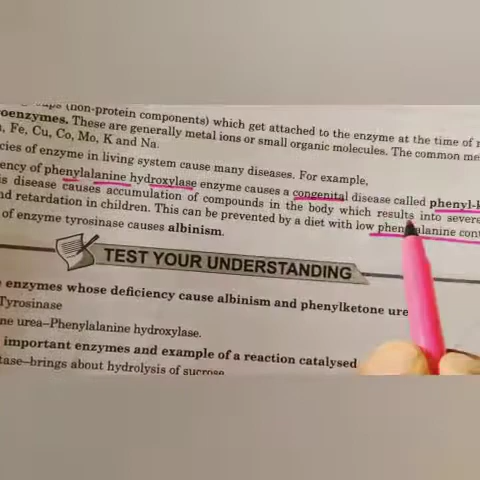 (non-protein components) which get attached to the enzyme at the time of
oenzymes. These are generally metal ions or small organic molecules. The common me
, Fe, Cu, Co, Mo, K and Na.
cies of enzyme in living system cause many diseases. For example,
ency of phenylalanine hydroxylase enzyme causes a congenital disease called phenyl-k
is disease causes accumulation of compounds in the body which results into severe
nd retardation in children. This can be prevented by a diet with low phenylalanine cont
of enzyme tyrosinase causes albinism.
TEST YOUR UNDERSTANDING
enzymes whose deficiency cause albinism and phenylketone ure
Tyrosinase
ne urea–Phenylalanine hydroxylase.
important enzymes and example of a reaction catalysed
tase–brings about hydrolysis of sucrose